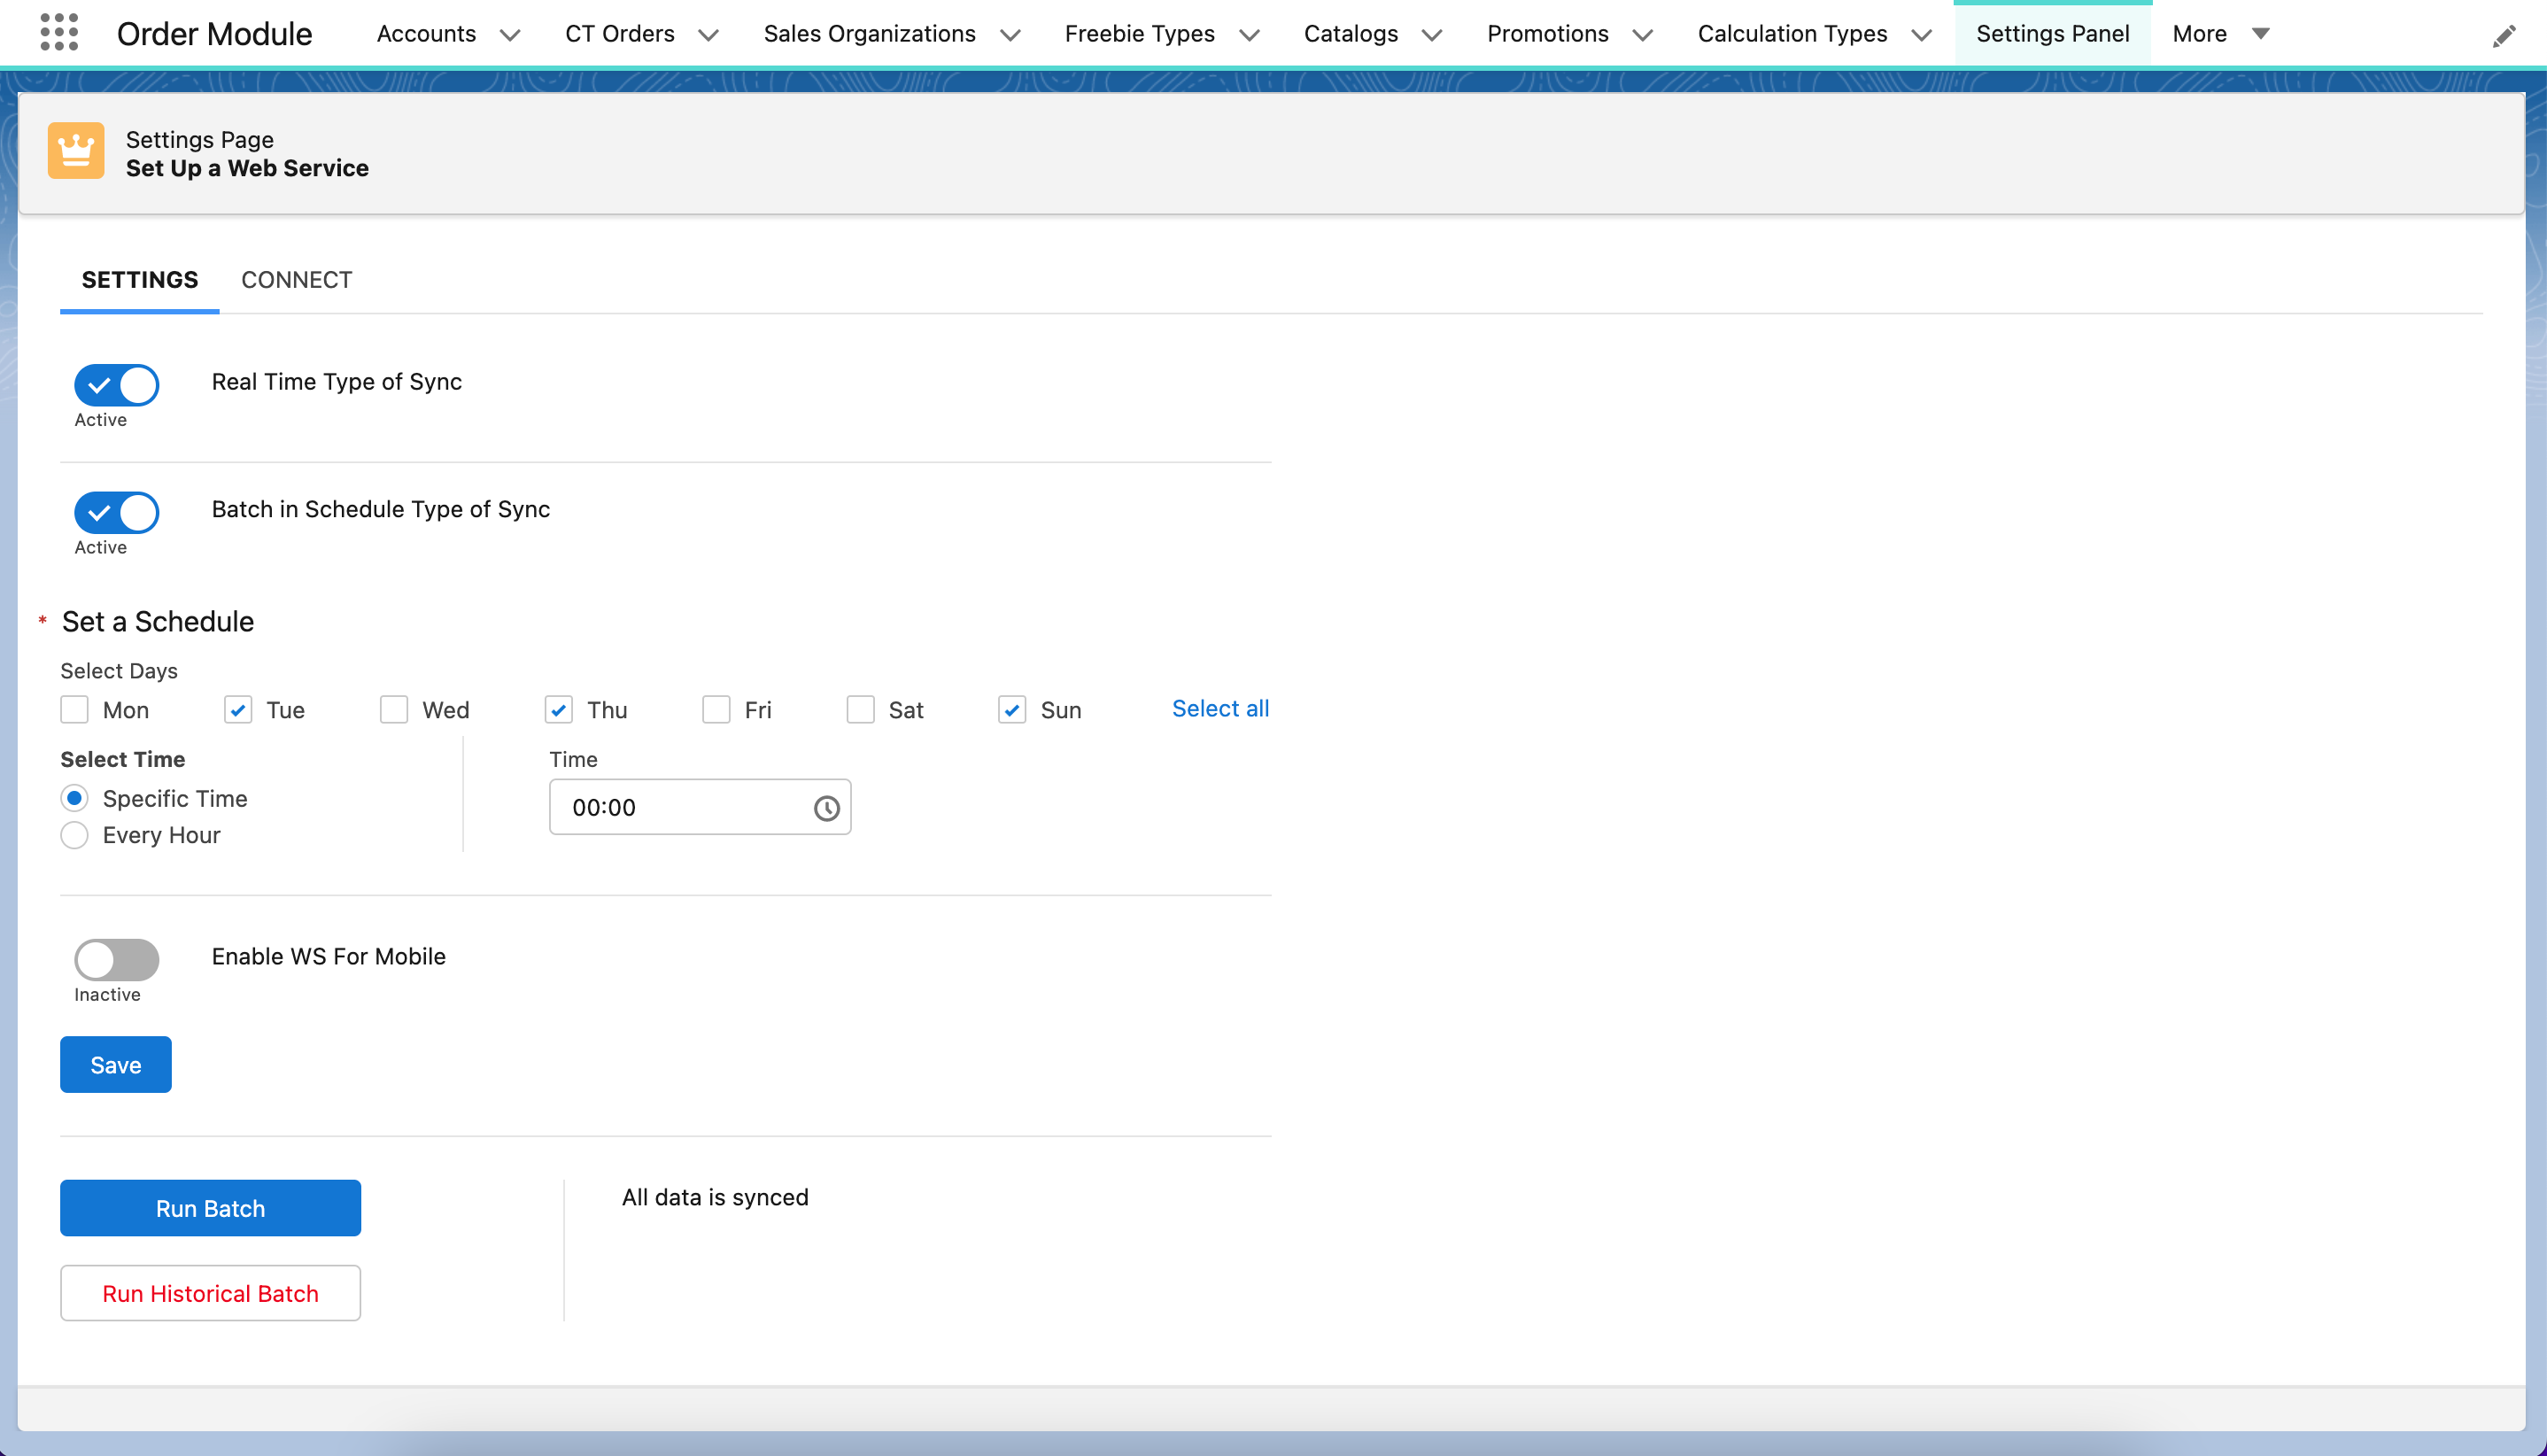 Order Module Accounts CT Orders Sales Organizations Freebie Types Catalogs Promotions Calculation Types Settings Panel More
Settings Page
Set Up a Web Service
SETTINGS CONNECT
Real Time Type of Sync
Active
Batch in Schedule Type of Sync
Active
* Set a Schedule
Select Days
Mon Tue Wed Thu Fri Sat Sun Select all
Select Time Time
Specific Time 00:00
Every Hour
Enable WS For Mobile
Inactive
Save
Run Batch All data is synced
Run Historical Batch